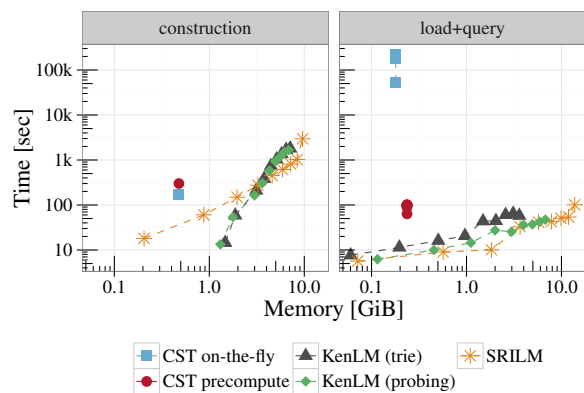 construction load+query
100k
10k
1k
100
10
Time [sec]
0.1 1.0 10.0 0.1 1.0 10.0
Memory [GiB]
CST on-the-fly KenLM (trie) SRILM
CST precompute KenLM (probing)